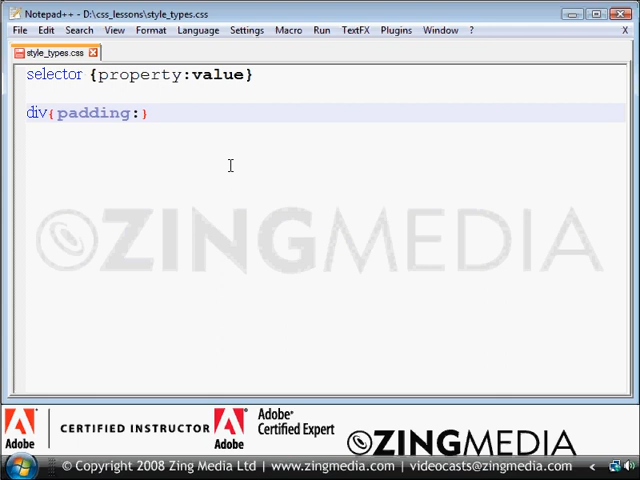 Notepad++ - D:\css_lessons\style_types.css
File Edit Search View Format Language Settings Macro Run TextFX Plugins Window ? X
style_types.css
selector {property:value}
div{padding:}
ZINGMEDIA
Adobe CERTIFIED INSTRUCTOR Adobe Adobe® Certified Expert ZINGMEDIA
© Copyright 2008 Zing Media Ltd | www.zingmedia.com | videocasts@zingmedia.com